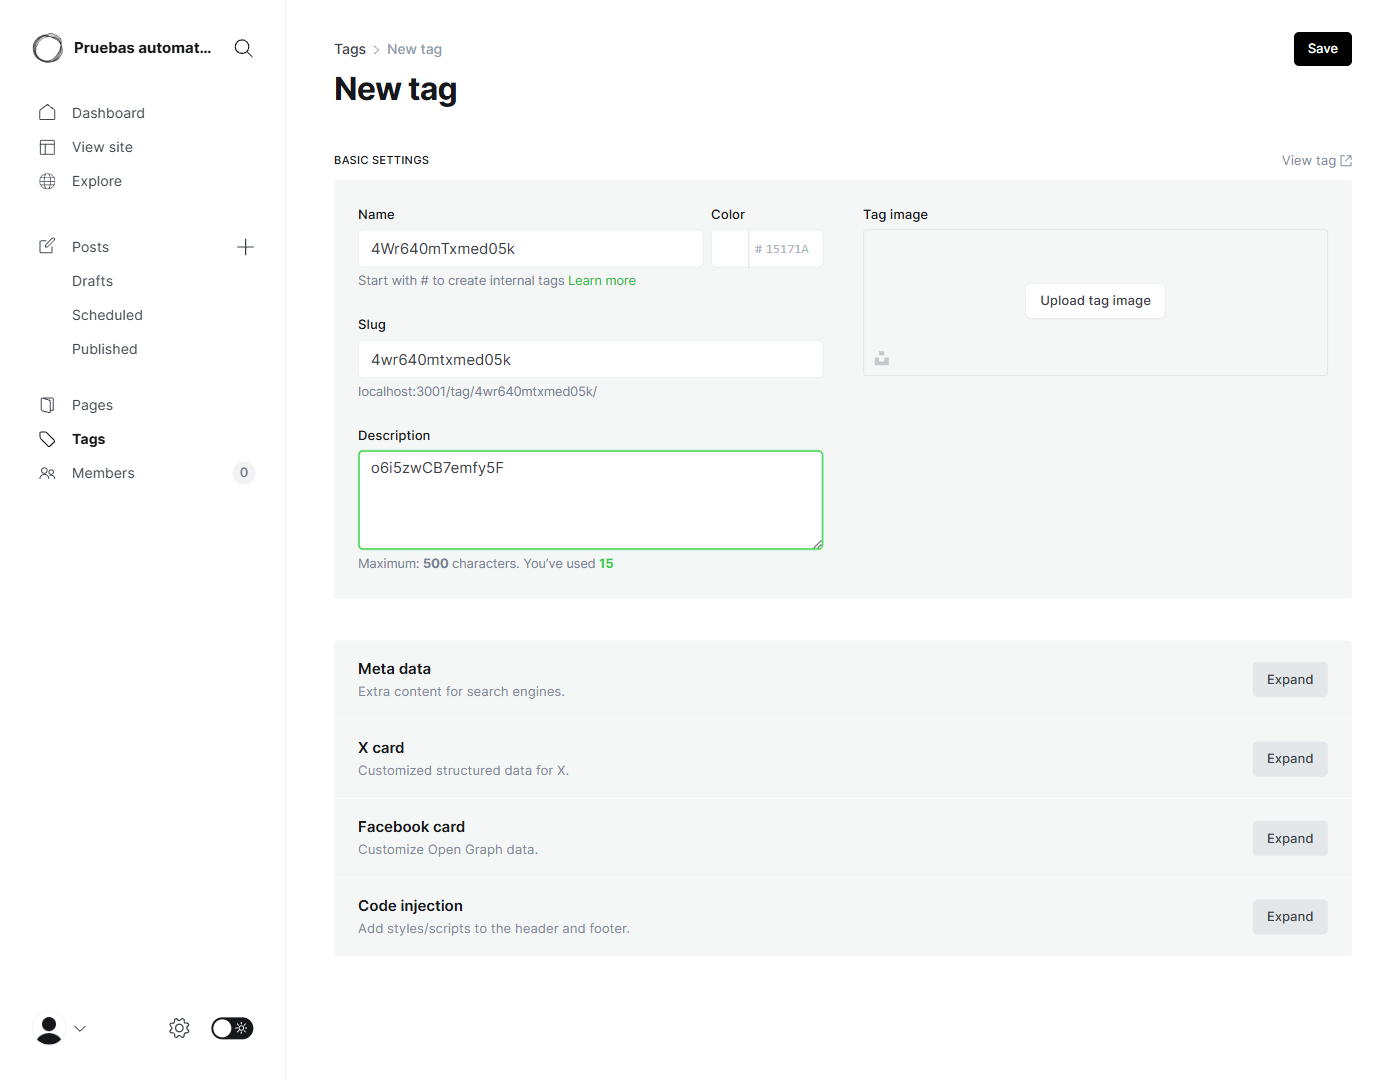 Pruebas automat...
Dashboard
View site
Explore
Posts
Drafts
Scheduled
Published
Pages
Tags
Members 0
Tags > New tag
Save
New tag
BASIC SETTINGS
View tag
Name
4Wr640mTxmed05k
Start with # to create internal tags Learn more
Color
# 15171A
Slug
4wr640mtxmed05k
localhost:3001/tag/4wr640mtxmed05k/
Description
o6i5zwCB7emfy5F
Maximum: 500 characters. You’ve used 15
Tag image
Upload tag image
Meta data
Extra content for search engines.
Expand
X card
Customized structured data for X.
Expand
Facebook card
Customize Open Graph data.
Expand
Code injection
Add styles/scripts to the header and footer.
Expand